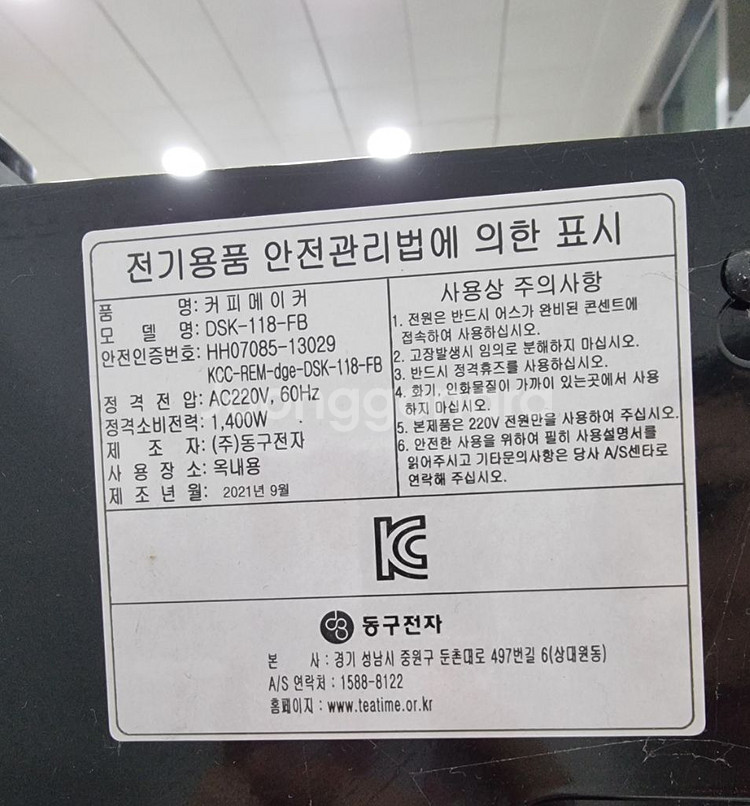 전기용품 안전관리법에 의한 표시
품 명: 커피메이커
모 델 명: DSK-118-FB
안전인증번호: HH07085-13029
KCC-REM-dge-DSK-118-FB
정 격 전 압: AC220V, 60Hz
정격소비전력: 1,400W
제 조 자: (주)동구전자
사 용 장 소: 옥내용
제 조 년 월: 2021년 9월
사용상 주의사항
1. 전원은 반드시 어스가 완비된 콘센트에
접속하여 사용하십시오.
2. 고장발생시 임의로 분해하지 마십시오.
3. 반드시 정격휴즈를 사용하십시오.
4. 화기, 인화물질이 가까이 있는곳에서 사용
하지 마십시오.
5. 본제품은 220V 전원만을 사용하여 주십시오.
6. 안전한 사용을 위하여 필히 사용설명서를
읽어주시고 기타문의사항은 당사 A/S센타로
연락해 주십시오.
동구전자
본 사 : 경기 성남시 중원구 둔촌대로 497번길 6(상대원동)
A/S 연락처 : 1588-8122
홈페이지 : www.teatime.or.kr